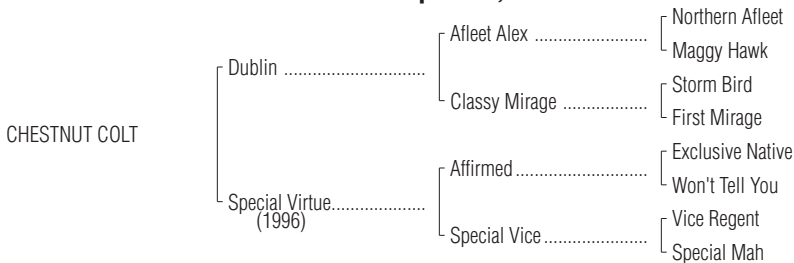 Northern Afleet
Afleet Alex ..........................
Maggy Hawk
Dublin ................................
Storm Bird
Classy Mirage ...................
First Mirage
CHESTNUT COLT
Exclusive Native
Affirmed..............................
Won't Tell You
Special Virtue.....................
(1996)
Vice Regent
Special Vice........................
Special Mah